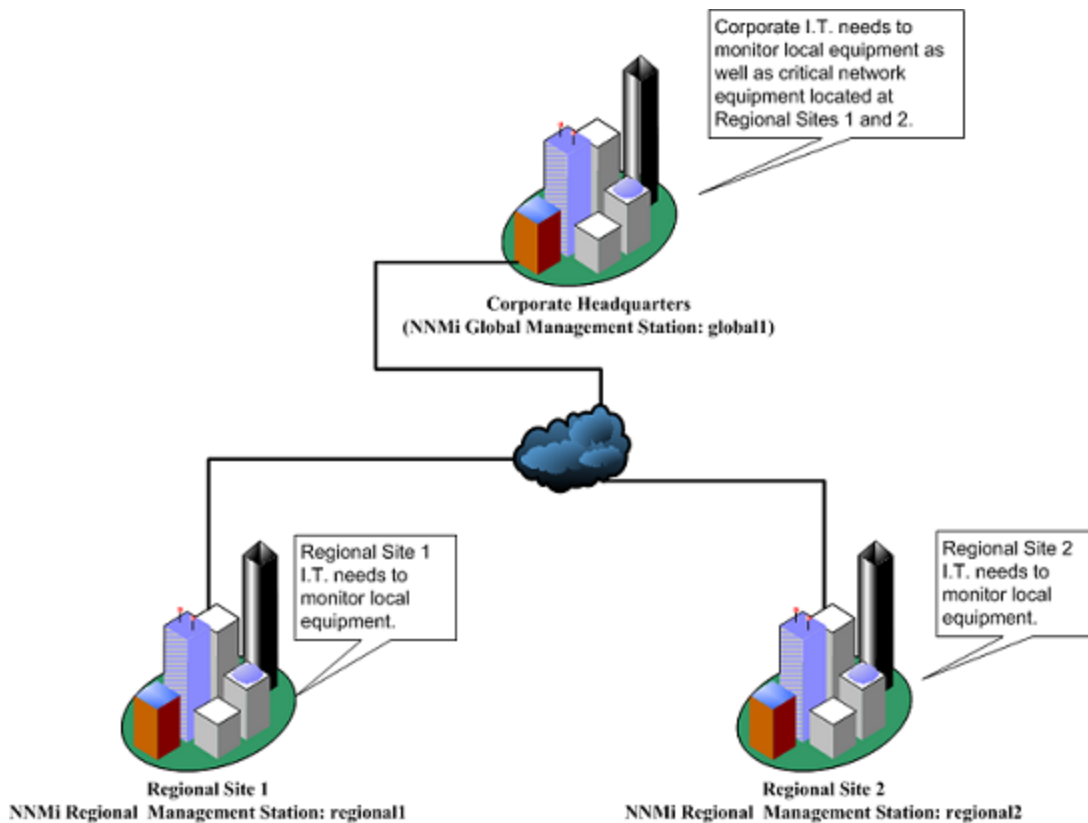 Corporate I.T. needs to
monitor local equipment as
well as critical network
equipment located at
Regional Sites 1 and 2.
Corporate Headquarters
(NNMi Global Management Station: global1)
Regional Site 1
I.T. needs to
monitor local
equipment.
Regional Site 2
I.T. needs to
monitor local
equipment.
Regional Site 1
NNMi Regional Management Station: regional1
Regional Site 2
NNMi Regional Management Station: regional2